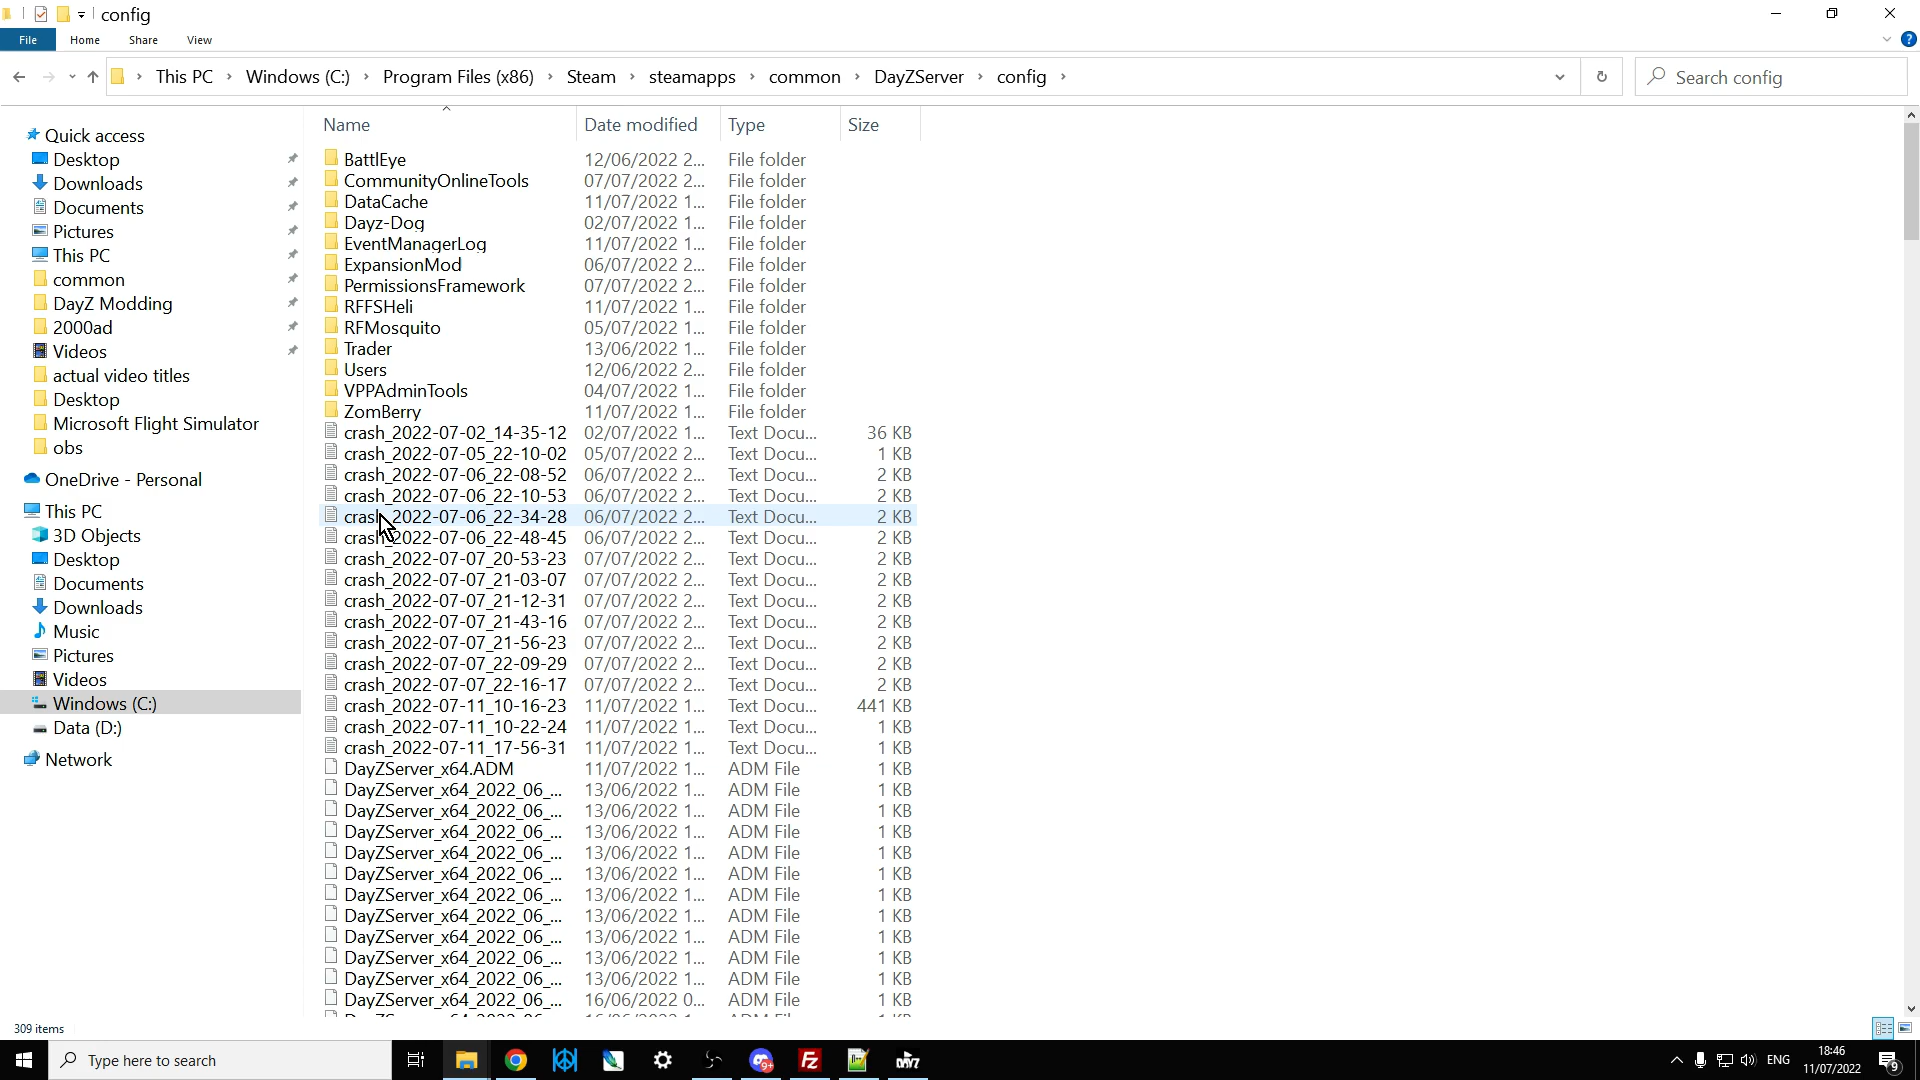 config
File Home Share View
This PC Windows (C:) Program Files (x86) Steam steamapps common DayZServer config
Search config
Quick access
Desktop
Downloads
Documents
Pictures
This PC
common
DayZ Modding
2000ad
Videos
actual video titles
Desktop
Microsoft Flight Simulator
obs
OneDrive - Personal
This PC
3D Objects
Desktop
Documents
Downloads
Music
Pictures
Videos
Windows (C:)
Data (D:)
Network
Name Date modified Type Size
BattlEye 12/06/2022 2... File folder
CommunityOnlineTools 07/07/2022 2... File folder
DataCache 11/07/2022 1... File folder
Dayz-Dog 02/07/2022 1... File folder
EventManagerLog 11/07/2022 1... File folder
ExpansionMod 06/07/2022 2... File folder
PermissionsFramework 07/07/2022 2... File folder
RFFSHeli 11/07/2022 1... File folder
RFMosquito 05/07/2022 1... File folder
Trader 13/06/2022 1... File folder
Users 12/06/2022 2... File folder
VPPAdminTools 04/07/2022 1... File folder
ZomBerry 11/07/2022 1... File folder
crash_2022-07-02_14-35-12 02/07/2022 1... Text Docu... 36 KB
crash_2022-07-05_22-10-02 05/07/2022 2... Text Docu... 1 KB
crash_2022-07-06_22-08-52 06/07/2022 2... Text Docu... 2 KB
crash_2022-07-06_22-10-53 06/07/2022 2... Text Docu... 2 KB
crash_2022-07-06_22-34-28 06/07/2022 2... Text Docu... 2 KB
crash_2022-07-06_22-48-45 06/07/2022 2... Text Docu... 2 KB
crash_2022-07-07_20-53-23 07/07/2022 2... Text Docu... 2 KB
crash_2022-07-07_21-03-07 07/07/2022 2... Text Docu... 2 KB
crash_2022-07-07_21-12-31 07/07/2022 2... Text Docu... 2 KB
crash_2022-07-07_21-43-16 07/07/2022 2... Text Docu... 2 KB
crash_2022-07-07_21-56-23 07/07/2022 2... Text Docu... 2 KB
crash_2022-07-07_22-09-29 07/07/2022 2... Text Docu... 2 KB
crash_2022-07-07_22-16-17 07/07/2022 2... Text Docu... 2 KB
crash_2022-07-11_10-16-23 11/07/2022 1... Text Docu... 441 KB
crash_2022-07-11_10-22-24 11/07/2022 1... Text Docu... 1 KB
crash_2022-07-11_17-56-31 11/07/2022 1... Text Docu... 1 KB
DayZServer_x64.ADM 11/07/2022 1... ADM File 1 KB
DayZServer_x64_2022_06_... 13/06/2022 1... ADM File 1 KB
DayZServer_x64_2022_06_... 13/06/2022 1... ADM File 1 KB
DayZServer_x64_2022_06_... 13/06/2022 1... ADM File 1 KB
DayZServer_x64_2022_06_... 13/06/2022 1... ADM File 1 KB
DayZServer_x64_2022_06_... 13/06/2022 1... ADM File 1 KB
DayZServer_x64_2022_06_... 13/06/2022 1... ADM File 1 KB
DayZServer_x64_2022_06_... 13/06/2022 1... ADM File 1 KB
DayZServer_x64_2022_06_... 13/06/2022 1... ADM File 1 KB
DayZServer_x64_2022_06_... 13/06/2022 1... ADM File 1 KB
DayZServer_x64_2022_06_... 13/06/2022 1... ADM File 1 KB
DayZServer_x64_2022_06_... 16/06/2022 0... ADM File 1 KB
309 items
Type here to search
ENG
18:46
11/07/2022